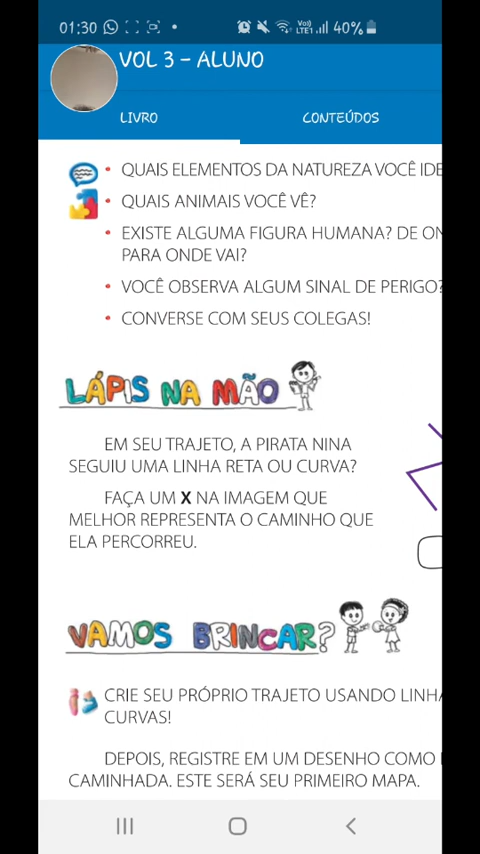 01:30
Vo)) LTE1 40%
VOL 3 – ALUNO
LIVRO CONTEÚDOS
• QUAIS ELEMENTOS DA NATUREZA VOCÊ IDE
• QUAIS ANIMAIS VOCÊ VÊ?
• EXISTE ALGUMA FIGURA HUMANA? DE ON
PARA ONDE VAI?
• VOCÊ OBSERVA ALGUM SINAL DE PERIGO?
• CONVERSE COM SEUS COLEGAS!
LÁPIS NA MÃO
EM SEU TRAJETO, A PIRATA NINA
SEGUIU UMA LINHA RETA OU CURVA?
FAÇA UM X NA IMAGEM QUE
MELHOR REPRESENTA O CAMINHO QUE
ELA PERCORREU.
VAMOS BRINCAR?
CRIE SEU PRÓPRIO TRAJETO USANDO LINHA
CURVAS!
DEPOIS, REGISTRE EM UM DESENHO COMO
CAMINHADA. ESTE SERÁ SEU PRIMEIRO MAPA.